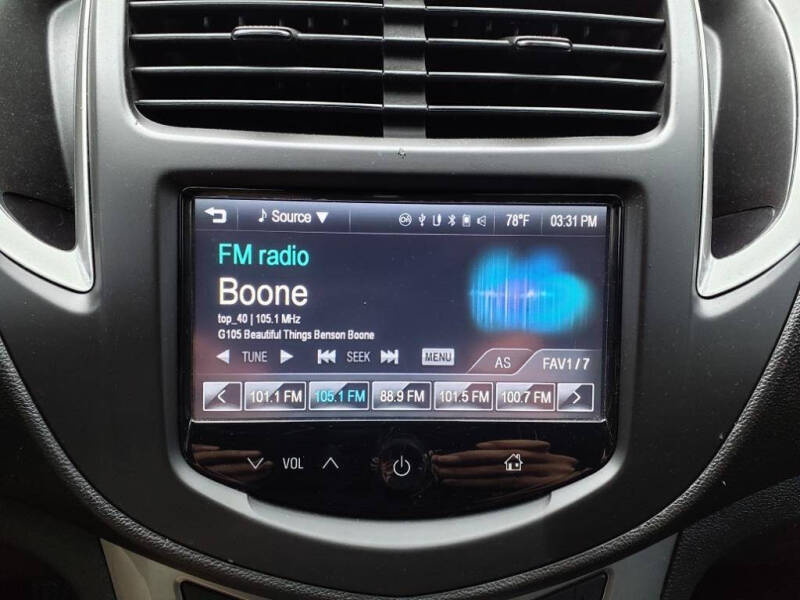 Source 78°F 03:31 PM
FM radio
Boone
top_40 | 105.1 MHz
G105 Beautiful Things Benson Boone
TUNE SEEK MENU AS FAV1 / 7
101.1 FM 105.1 FM 88.9 FM 101.5 FM 100.7 FM
VOL